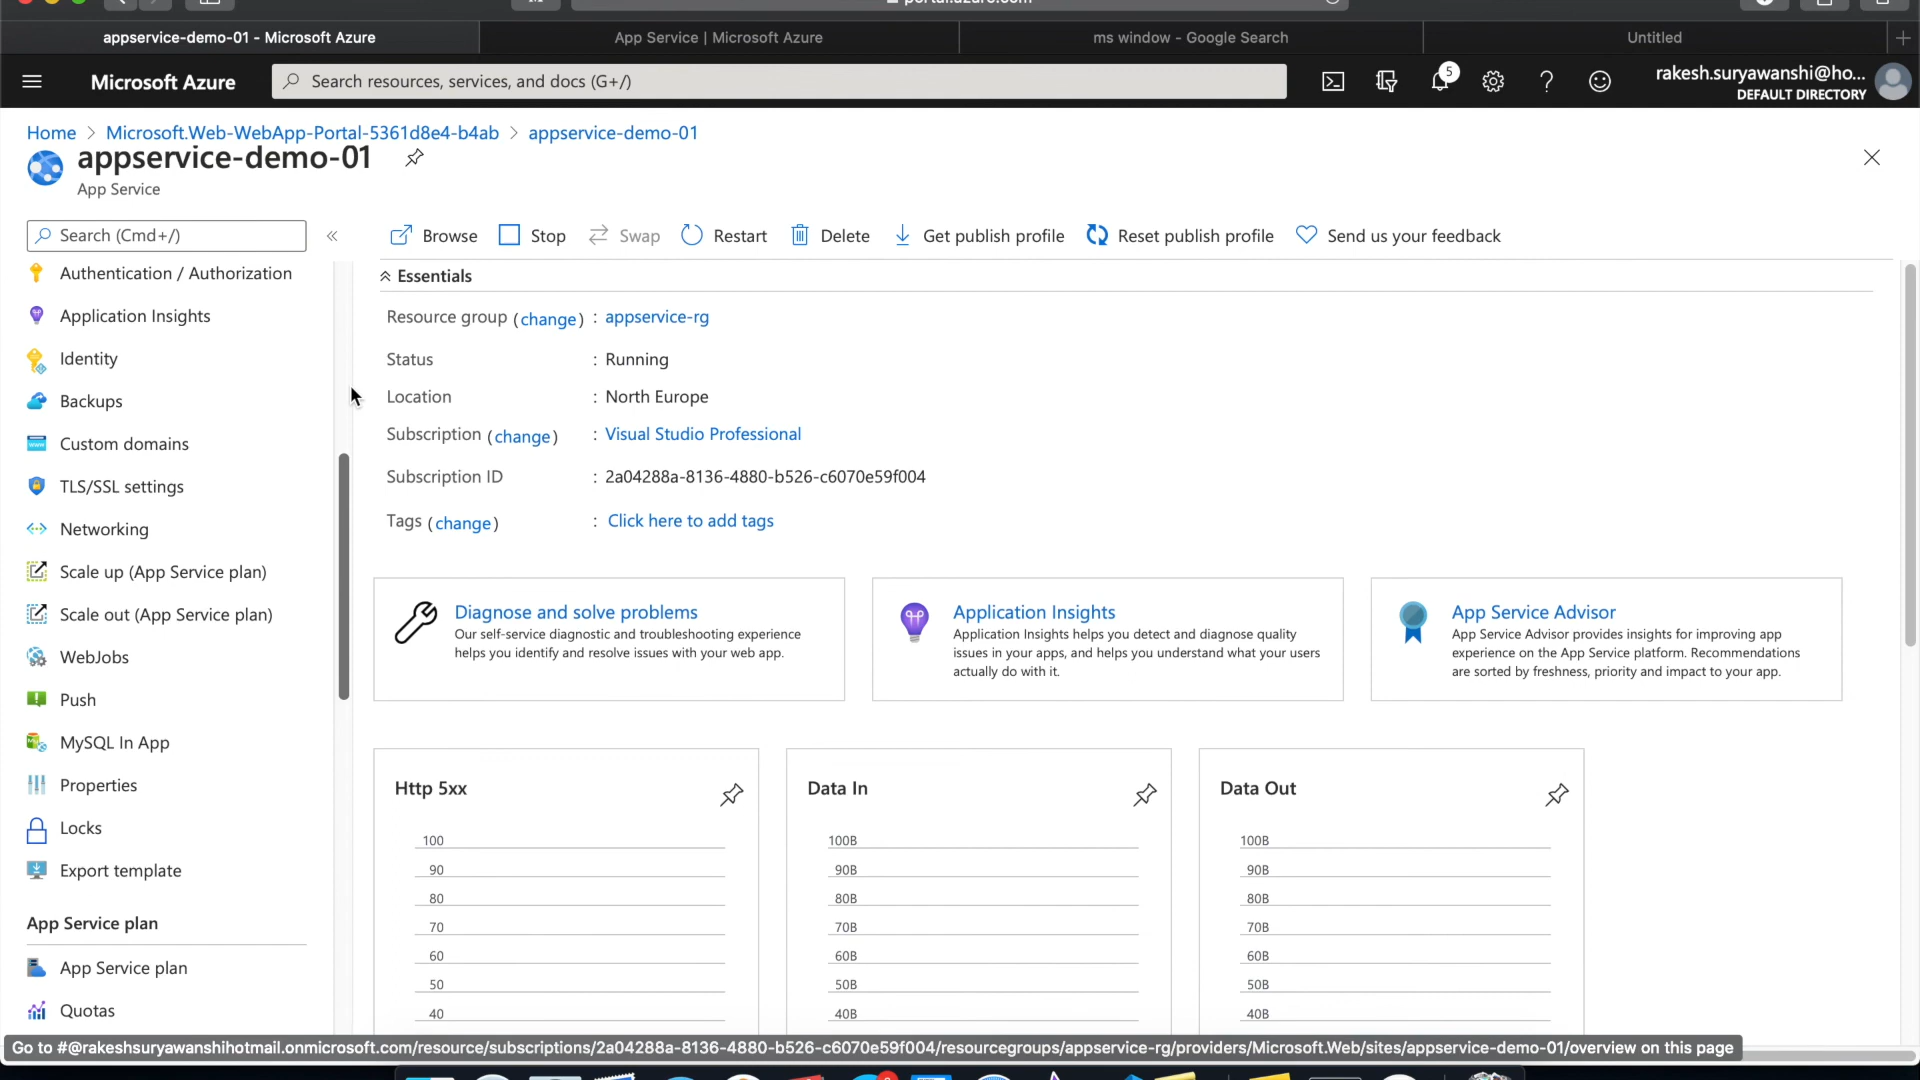 appservice-demo-01 - Microsoft Azure
App Service | Microsoft Azure
ms window - Google Search
Untitled
Microsoft Azure
Search resources, services, and docs (G+/)
5
rakesh.suryawanshi@ho...
DEFAULT DIRECTORY
Home > Microsoft.Web-WebApp-Portal-5361d8e4-b4ab > appservice-demo-01
appservice-demo-01
App Service
Search (Cmd+/)
«
Browse
Stop
Swap
Restart
Delete
Get publish profile
Reset publish profile
Send us your feedback
Authentication / Authorization
Application Insights
Identity
Backups
Custom domains
TLS/SSL settings
Networking
Scale up (App Service plan)
Scale out (App Service plan)
WebJobs
Push
MySQL In App
Properties
Locks
Export template
App Service plan
App Service plan
Quotas
Essentials
Resource group (change) : appservice-rg
Status : Running
Location : North Europe
Subscription (change) : Visual Studio Professional
Subscription ID : 2a04288a-8136-4880-b526-c6070e59f004
Tags (change) : Click here to add tags
Diagnose and solve problems
Our self-service diagnostic and troubleshooting experience
helps you identify and resolve issues with your web app.
Application Insights
Application Insights helps you detect and diagnose quality
issues in your apps, and helps you understand what your users
actually do with it.
App Service Advisor
App Service Advisor provides insights for improving app
experience on the App Service platform. Recommendations
are sorted by freshness, priority and impact to your app.
Http 5xx
100
90
80
70
60
50
40
Data In
100B
90B
80B
70B
60B
50B
40B
Data Out
100B
90B
80B
70B
60B
50B
40B
Go to #@rakeshsuryawanshihotmail.onmicrosoft.com/resource/subscriptions/2a04288a-8136-4880-b526-c6070e59f004/resourcegroups/appservice-rg/providers/Microsoft.Web/sites/appservice-demo-01/overview on this page